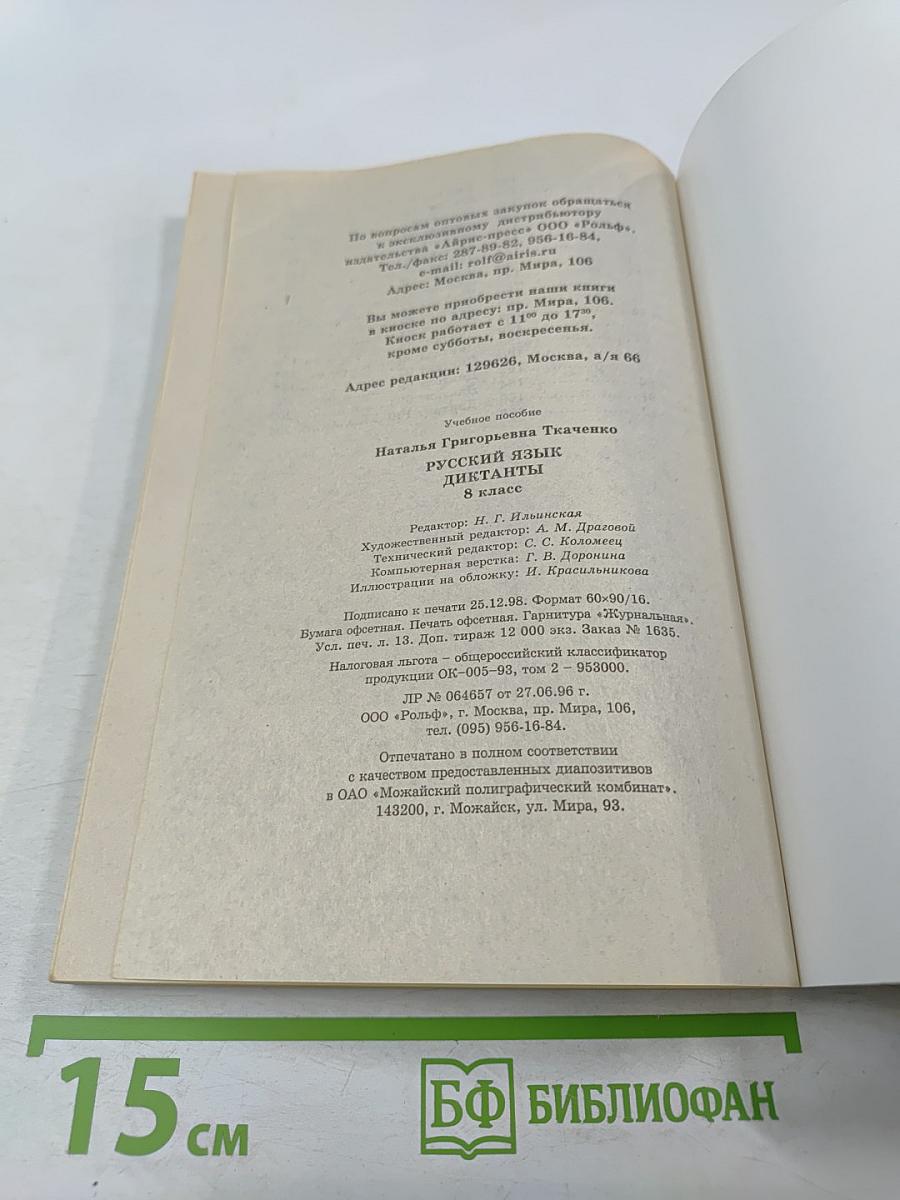 По вопросам оптовых закупок обращаться
к эксклюзивному дистрибьютору
издательства «Айрис-пресс» ООО «Рольф».
Тел./факс: 287-89-82, 956-16-84,
e-mail: rolf@airis.ru
Адрес: Москва, пр. Мира, 106
Вы можете приобрести наши книги
в киоске по адресу: пр. Мира, 106.
Киоск работает с 11⁰⁰ до 17³⁰,
кроме субботы, воскресенья.
Адрес редакции: 129626, Москва, а/я 66
Учебное пособие
Наталья Григорьевна Ткаченко
РУССКИЙ ЯЗЫК
ДИКТАНТЫ
8 класс
Редактор: Н. Г. Ильинская
Художественный редактор: А. М. Драговой
Технический редактор: С. С. Коломеец
Компьютерная верстка: Г. В. Доронина
Иллюстрации на обложку: И. Красильникова
Подписано к печати 25.12.98. Формат 60×90/16.
Бумага офсетная. Печать офсетная. Гарнитура «Журнальная».
Усл. печ. л. 13. Доп. тираж 12 000 экз. Заказ № 1635.
Налоговая льгота – общероссийский классификатор
продукции ОК–005–93, том 2 – 953000.
ЛР № 064657 от 27.06.96 г.
ООО «Рольф», г. Москва, пр. Мира, 106,
тел. (095) 956-16-84.
Отпечатано в полном соответствии
с качеством предоставленных диапозитивов
в ОАО «Можайский полиграфический комбинат».
143200, г. Можайск, ул. Мира, 93.
15 см
БФ БИБЛИОФАН